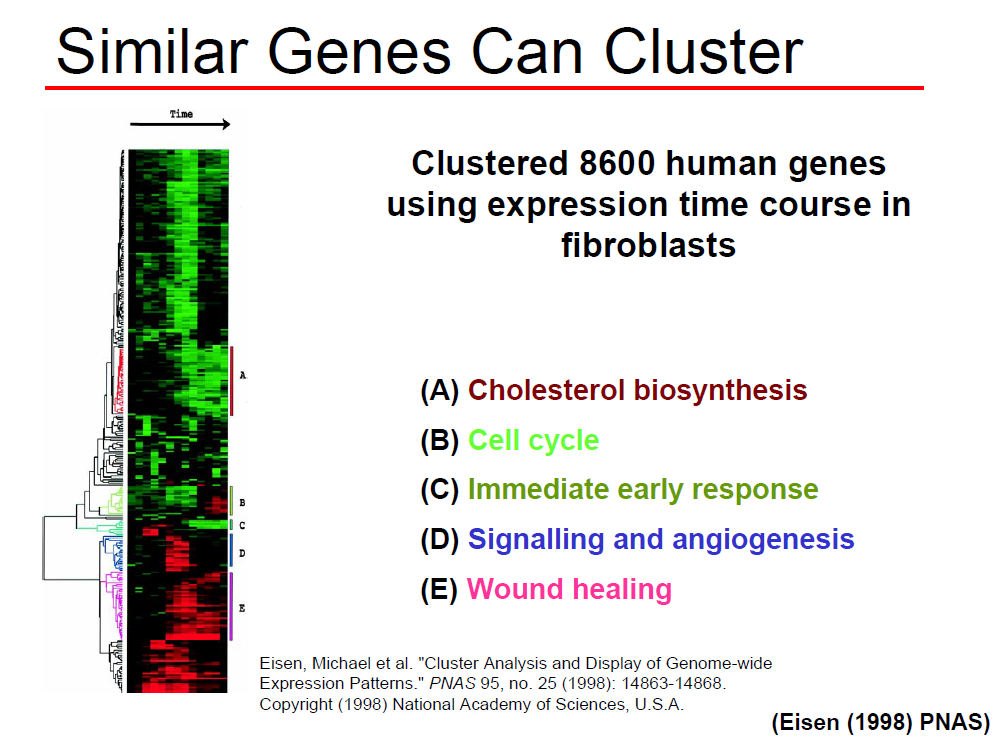 Similar Genes Can Cluster
Time
A
B
C
D
E
Clustered 8600 human genes
using expression time course in
fibroblasts
(A) Cholesterol biosynthesis
(B) Cell cycle
(C) Immediate early response
(D) Signalling and angiogenesis
(E) Wound healing
Eisen, Michael et al. "Cluster Analysis and Display of Genome-wide
Expression Patterns." PNAS 95, no. 25 (1998): 14863-14868.
Copyright (1998) National Academy of Sciences, U.S.A.
(Eisen (1998) PNAS)